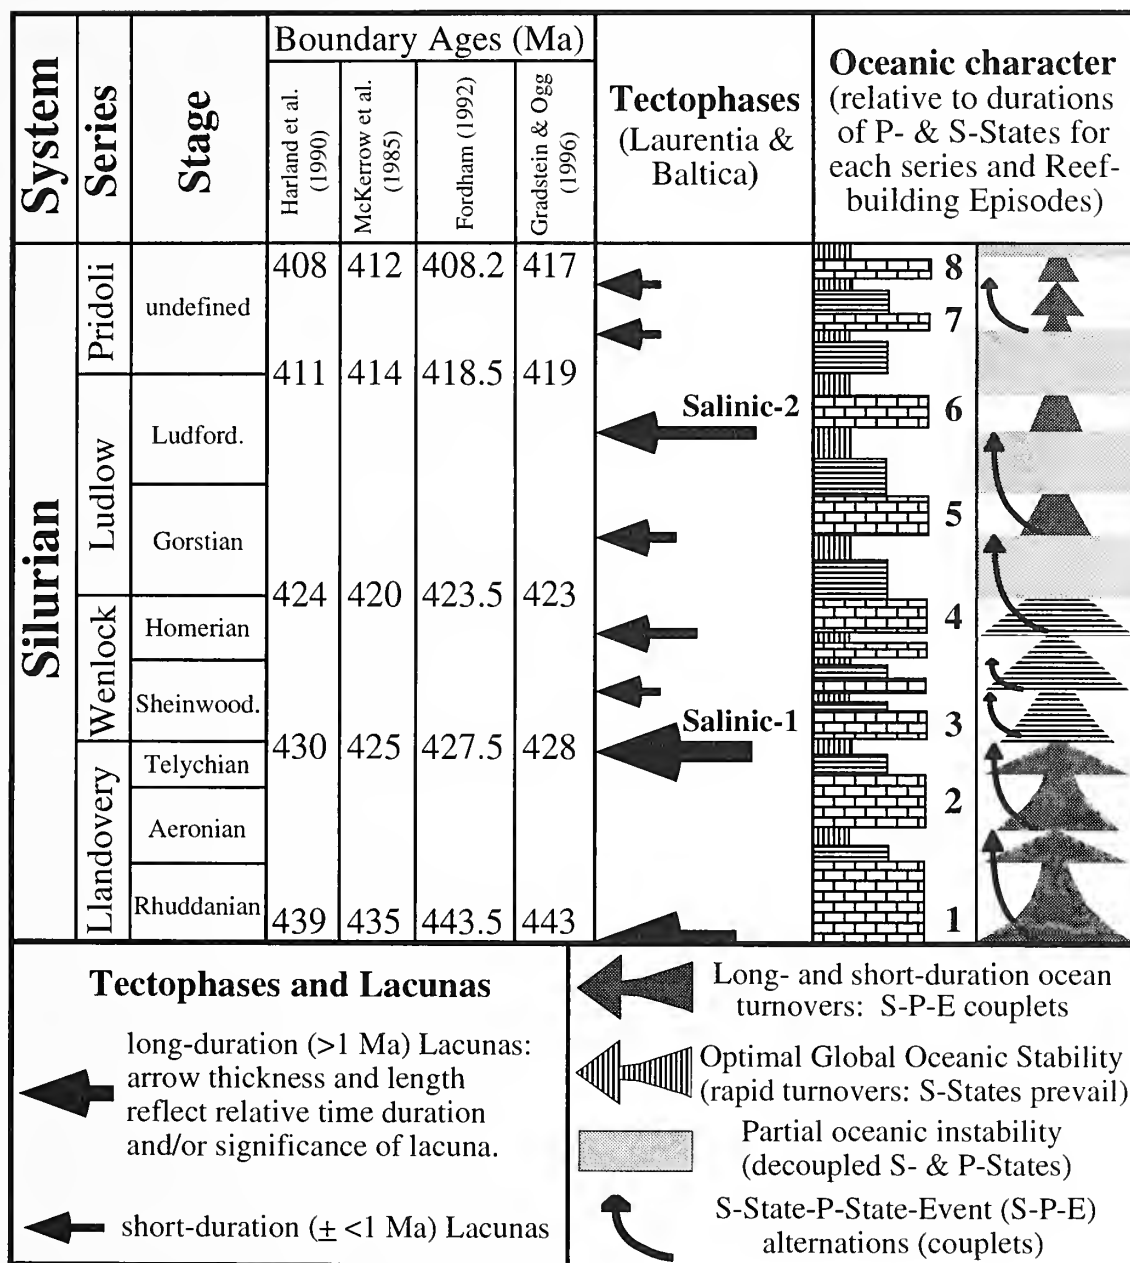 System
Series
Stage
Boundary Ages (Ma)
Harland et al.
(1990)
McKerrow et al.
(1985)
Fordham (1992)
Gradstein & Ogg
(1996)
Tectophases
(Laurentia &
Baltica)
Oceanic character
(relative to durations
of P- & S-States for
each series and Reef-
building Episodes)
Silurian
Pridoli
Ludlow
Wenlock
Llandovery
undefined
Ludford.
Gorstian
Homerian
Sheinwood.
Telychian
Aeronian
Rhuddanian
408 412 408.2 417
411 414 418.5 419
424 420 423.5 423
430 425 427.5 428
439 435 443.5 443
Salinic-2
Salinic-1
8
7
6
5
4
3
2
1
Tectophases and Lacunas
long-duration (>1 Ma) Lacunas:
arrow thickness and length
reflect relative time duration
and/or significance of lacuna.
short-duration (± <1 Ma) Lacunas
Long- and short-duration ocean
turnovers: S-P-E couplets
Optimal Global Oceanic Stability
(rapid turnovers: S-States prevail)
Partial oceanic instability
(decoupled S- & P-States)
S-State-P-State-Event (S-P-E)
alternations (couplets)